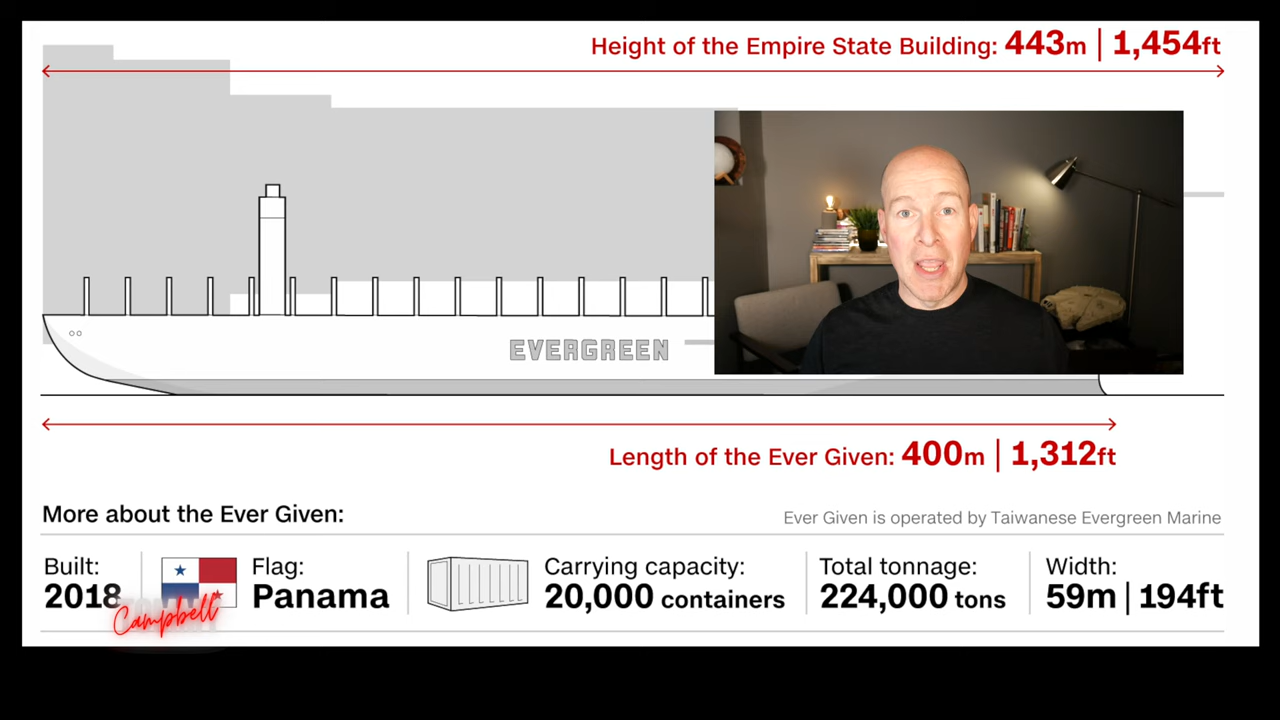 Height of the Empire State Building: 443m | 1,454ft
EVERGREEN
Length of the Ever Given: 400m | 1,312ft
More about the Ever Given:
Ever Given is operated by Taiwanese Evergreen Marine
Built:
2018
Flag:
Panama
Carrying capacity:
20,000 containers
Total tonnage:
224,000 tons
Width:
59m | 194ft
Campbell